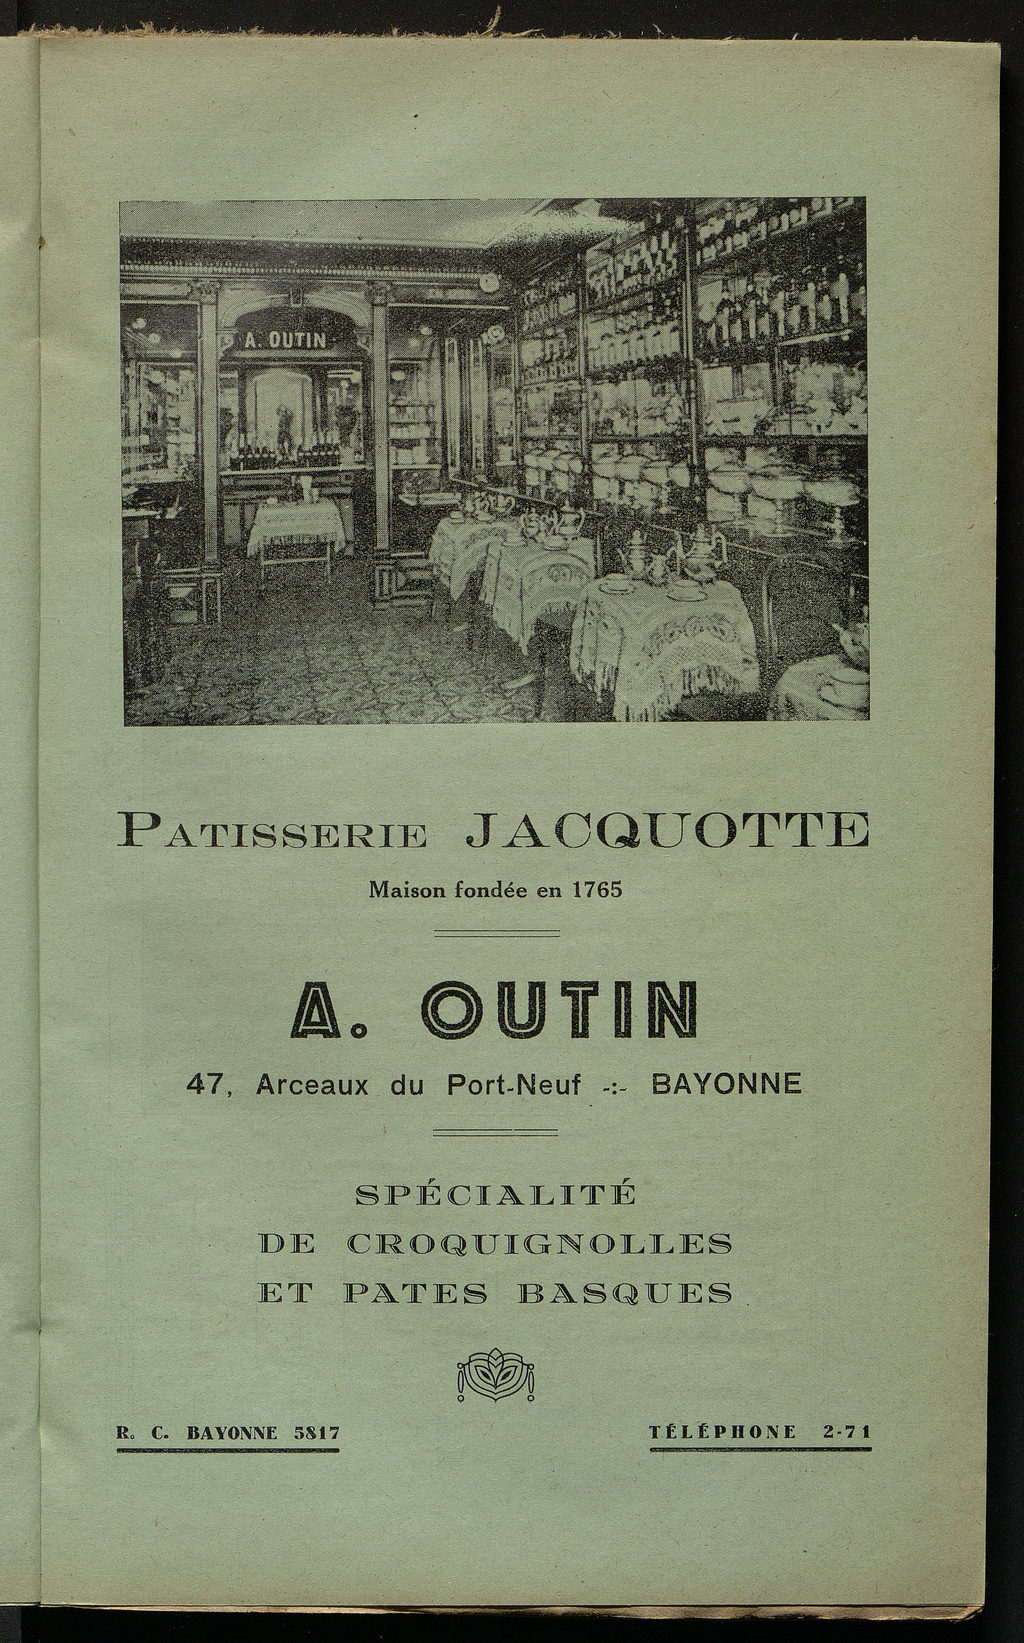 A. OUTIN
PATISSERIE JACQUOTTE
Maison fondée en 1765
A. OUTIN
47, Arceaux du Port-Neuf -:- BAYONNE
SPÉCIALITÉ
DE CROQUIGNOLLES
ET PATES BASQUES
R. C. BAYONNE 5817
TÉLÉPHONE 2-71